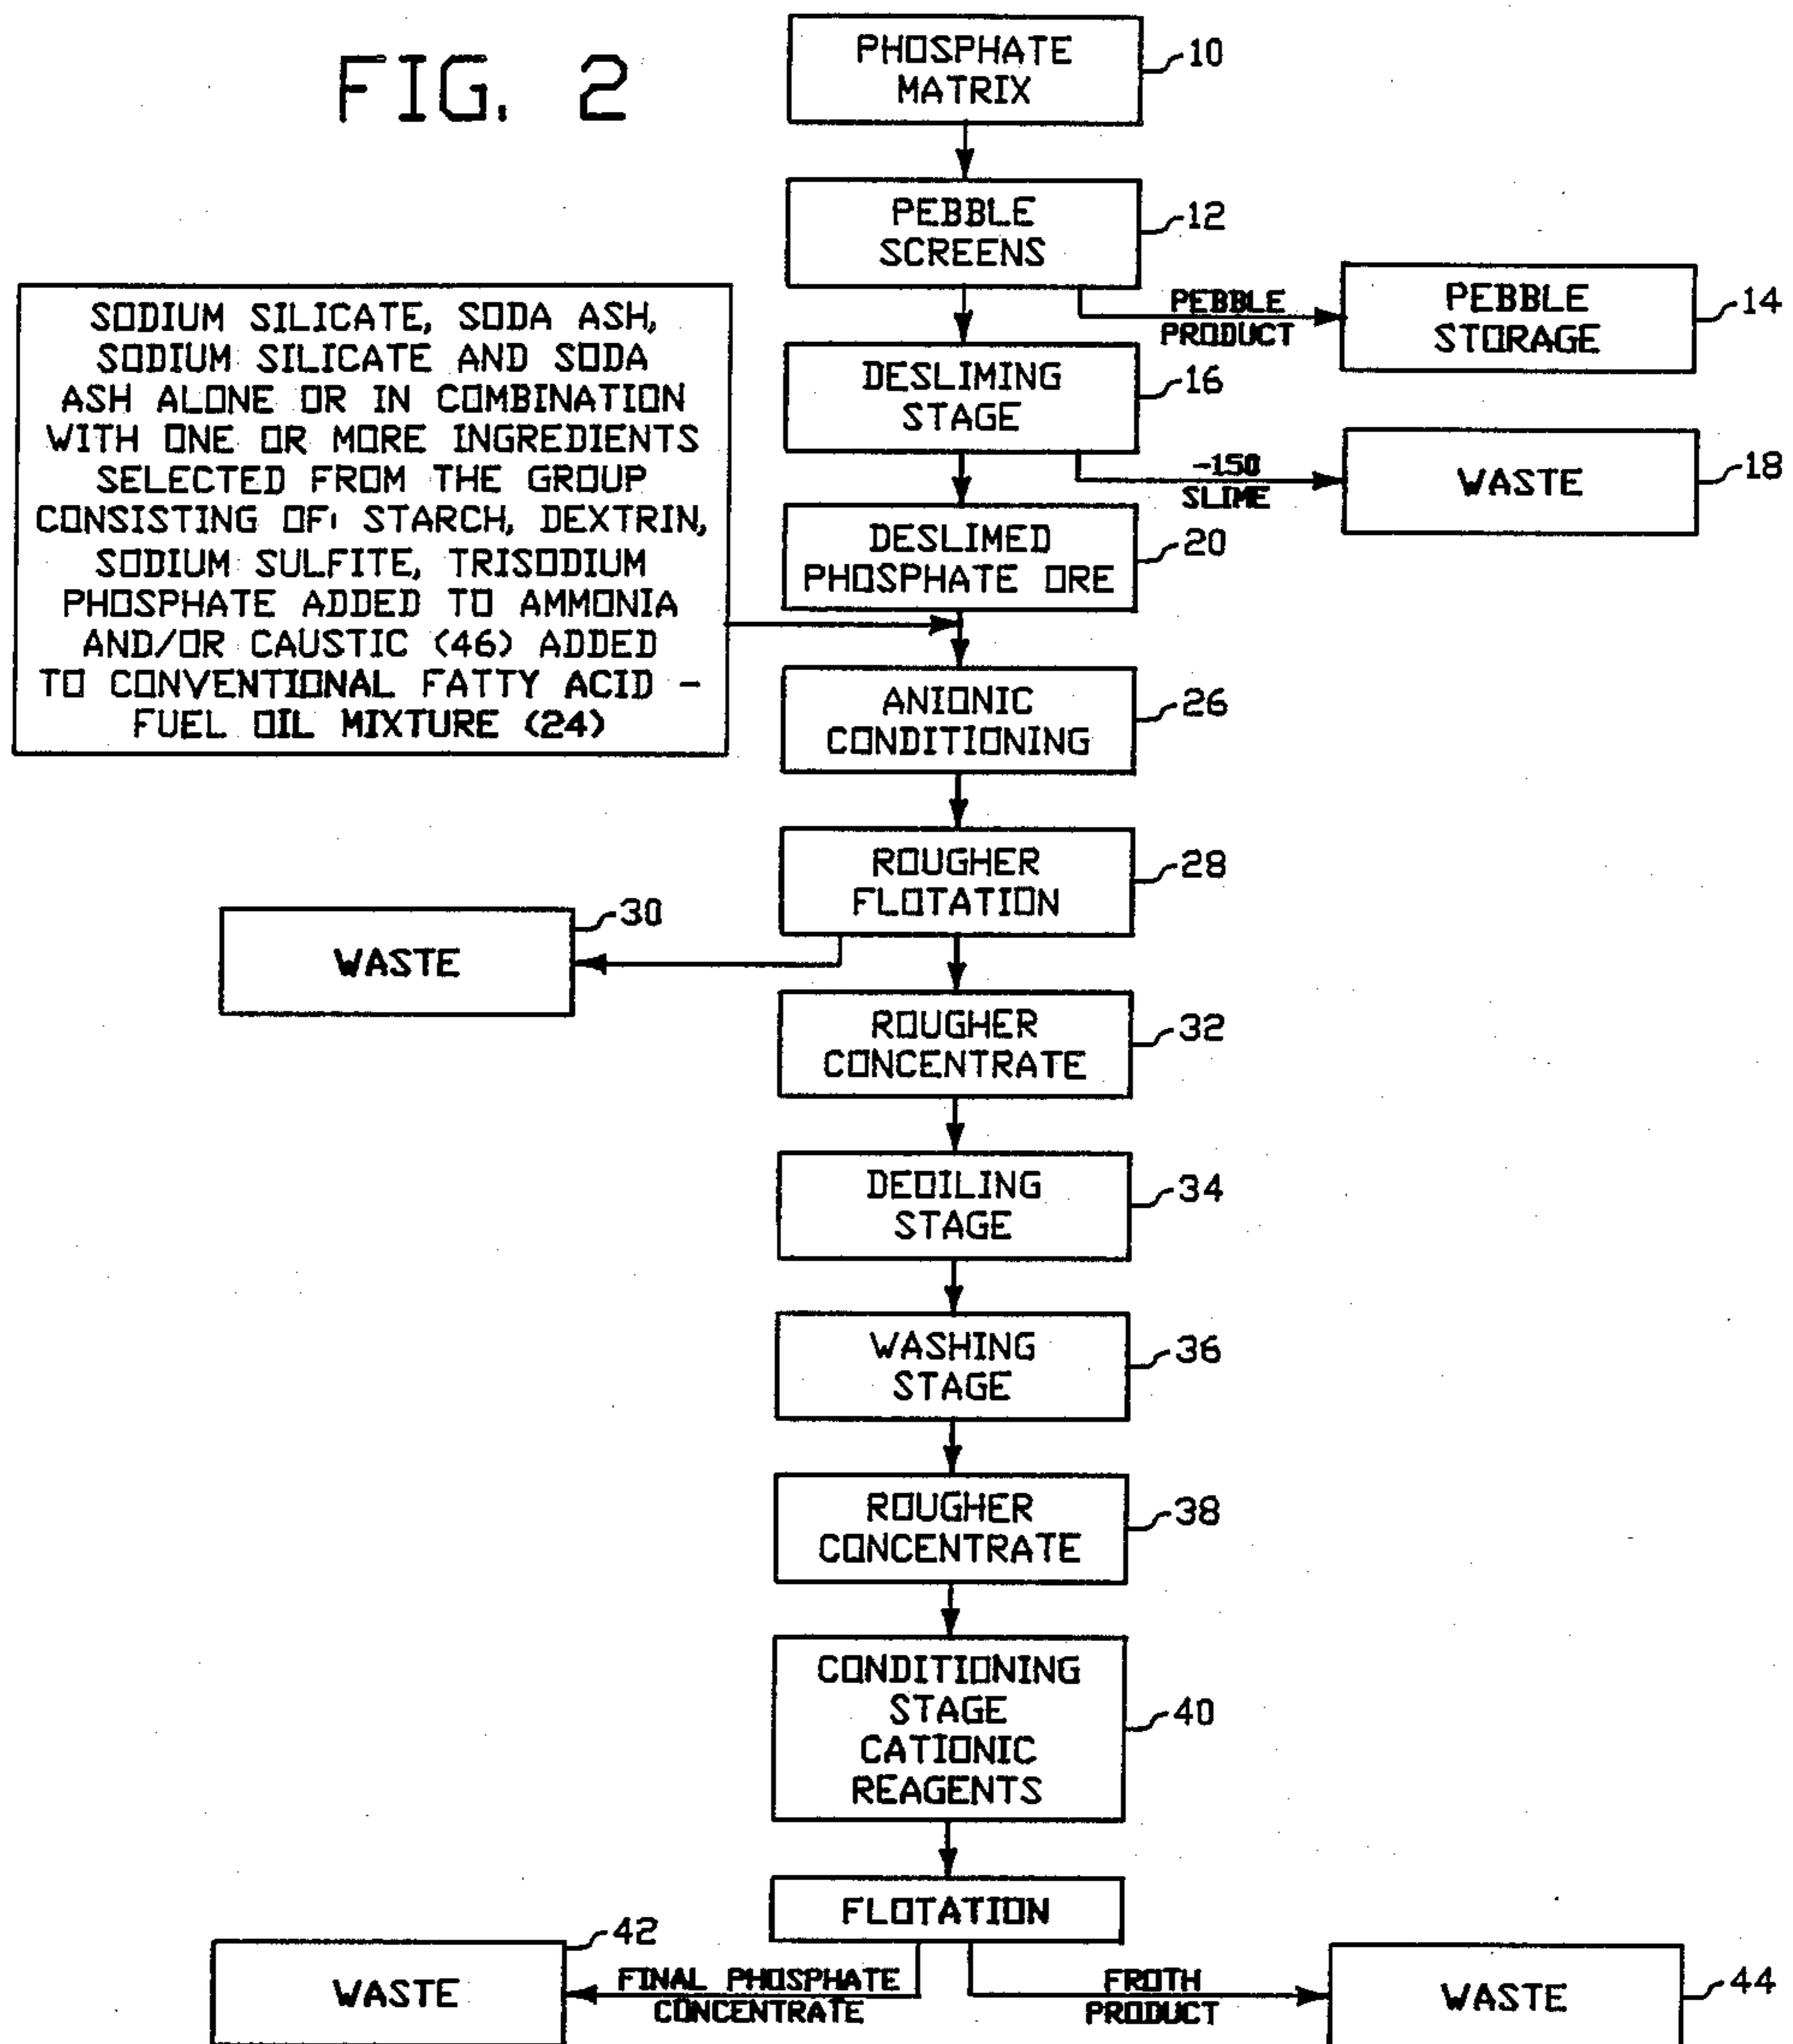 FIG. 2
PHOSPHATE
MATRIX
10
PEBBLE
SCREENS
12
PEBBLE
PRODUCT
PEBBLE
STORAGE
14
DESLIMING
STAGE
16
-150
SLIME
WASTE
18
DESLIMED
PHOSPHATE ORE
20
SODIUM SILICATE, SODA ASH,
SODIUM SILICATE AND SODA
ASH ALONE OR IN COMBINATION
WITH ONE OR MORE INGREDIENTS
SELECTED FROM THE GROUP
CONSISTING OF: STARCH, DEXTRIN,
SODIUM SULFITE, TRISODIUM
PHOSPHATE ADDED TO AMMONIA
AND/OR CAUSTIC (46) ADDED
TO CONVENTIONAL FATTY ACID -
FUEL OIL MIXTURE (24)
ANIONIC
CONDITIONING
26
ROUGHER
FLOTATION
28
WASTE
30
ROUGHER
CONCENTRATE
32
DEOILING
STAGE
34
WASHING
STAGE
36
ROUGHER
CONCENTRATE
38
CONDITIONING
STAGE
CATIONIC
REAGENTS
40
FLOTATION
FINAL PHOSPHATE
CONCENTRATE
WASTE
42
FROTH
PRODUCT
WASTE
44